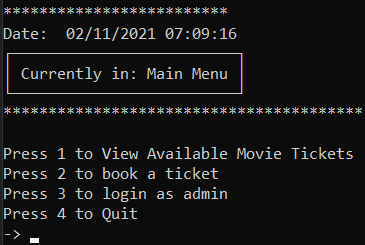 *************************
Date:  02/11/2021 07:09:16
Currently in: Main Menu
****************************************
Press 1 to View Available Movie Tickets
Press 2 to book a ticket
Press 3 to login as admin
Press 4 to Quit
->